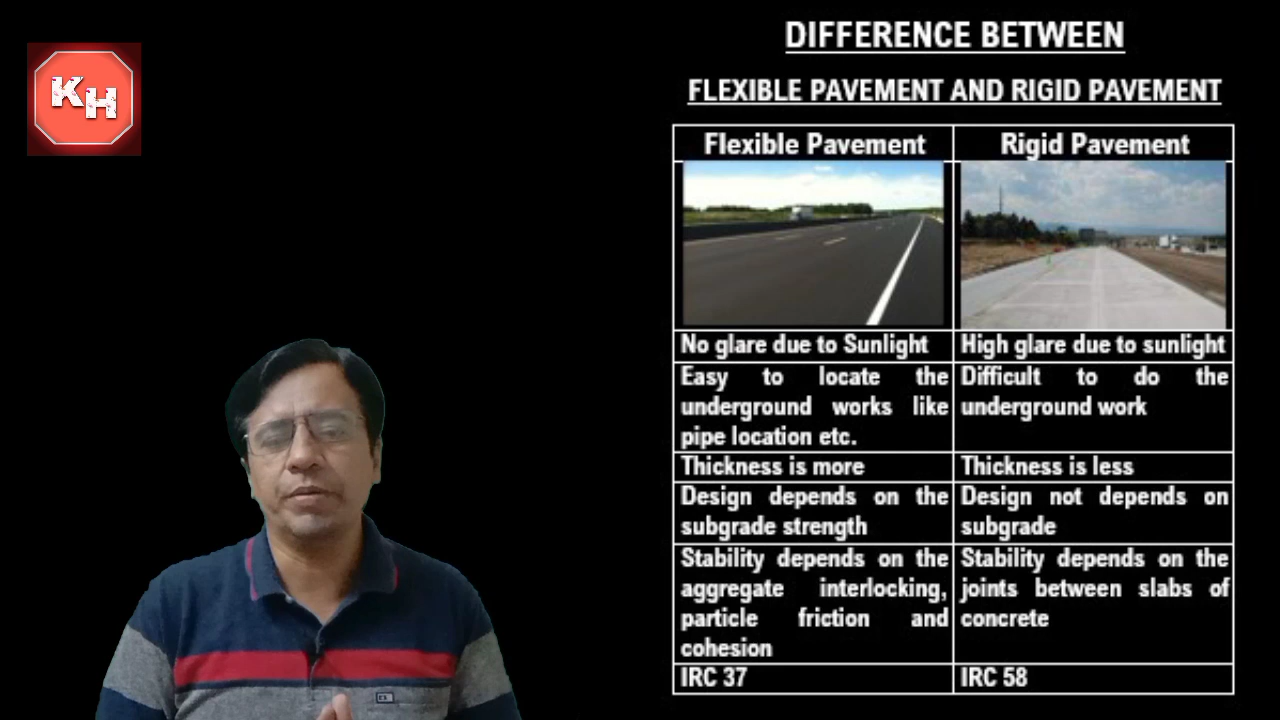 KH
DIFFERENCE BETWEEN
FLEXIBLE PAVEMENT AND RIGID PAVEMENT
Flexible Pavement
Rigid Pavement
No glare due to Sunlight
High glare due to sunlight
Easy to locate the
underground works like
pipe location etc.
Difficult to do the
underground work
Thickness is more
Thickness is less
Design depends on the
subgrade strength
Design not depends on
subgrade
Stability depends on the
aggregate interlocking,
particle friction and
cohesion
Stability depends on the
joints between slabs of
concrete
IRC 37
IRC 58